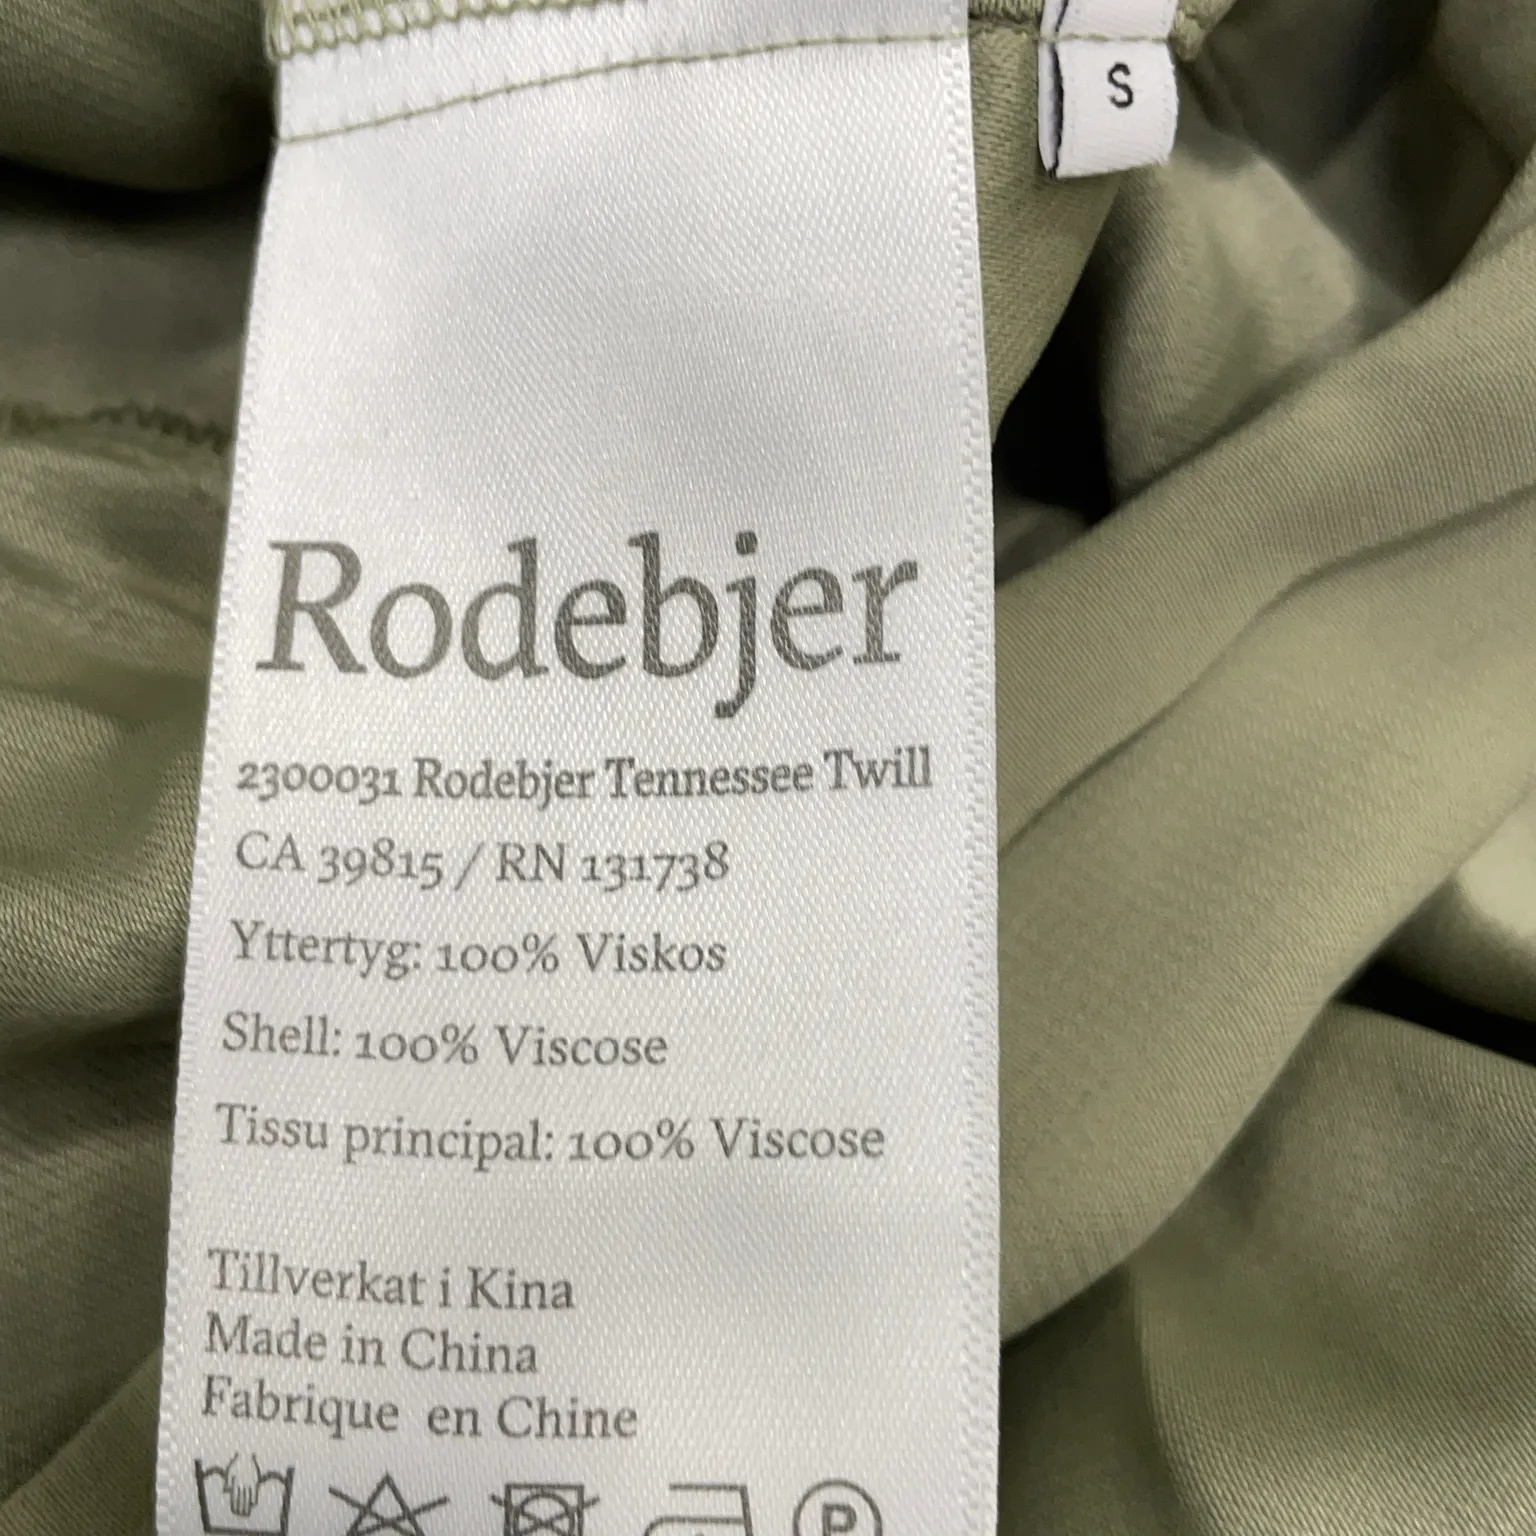 S
Rodebjer
2300031 Rodebjer Tennessee Twill
CA 39815 / RN 131738
Yttertyg: 100% Viskos
Shell: 100% Viscose
Tissu principal: 100% Viscose
Tillverkat i Kina
Made in China
Fabrique en Chine
P